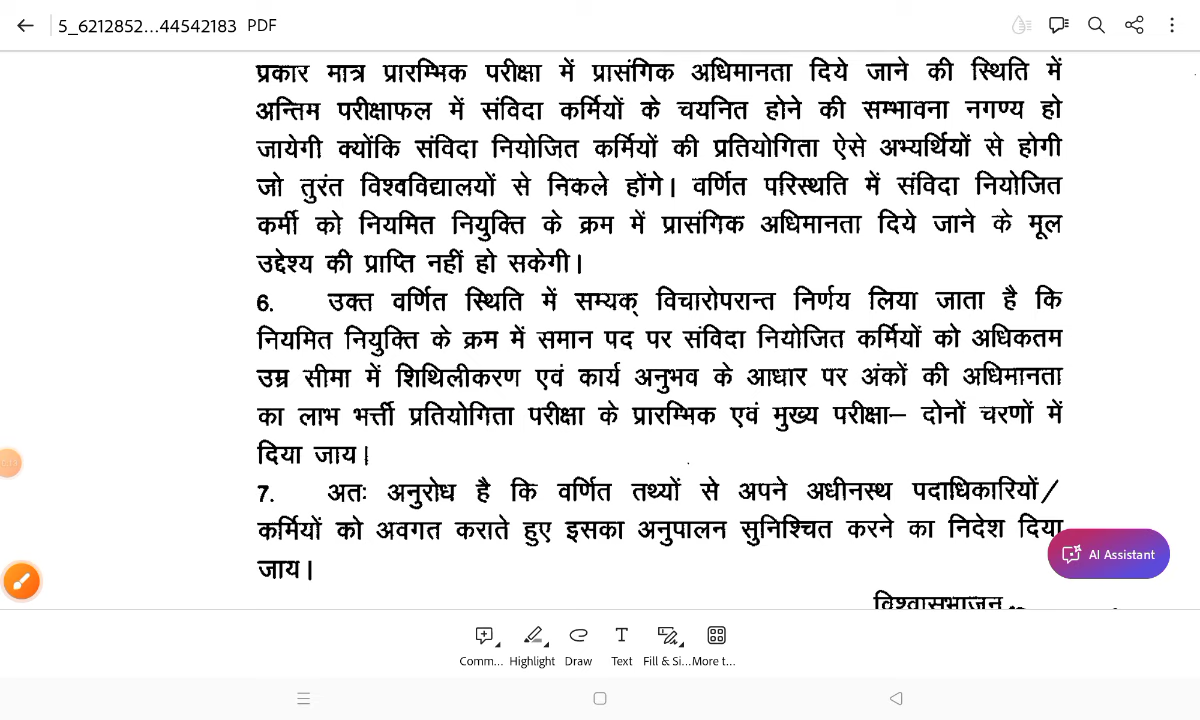 5_6212852...44542183 PDF
प्रकार मात्र प्रारम्भिक परीक्षा में प्रासंगिक अधिमानता दिये जाने की स्थिति में
अन्तिम परीक्षाफल में संविदा कर्मियों के चयनित होने की सम्भावना नगण्य हो
जायेगी क्योंकि संविदा नियोजित कर्मियों की प्रतियोगिता ऐसे अभ्यर्थियों से होगी
जो तुरंत विश्वविद्यालयों से निकले होंगे। वर्णित परिस्थति में संविदा नियोजित
कर्मी को नियमित नियुक्ति के क्रम में प्रासंगिक अधिमानता दिये जाने के मूल
उद्देश्य की प्राप्ति नहीं हो सकेगी।
6. उक्त वर्णित स्थिति में सम्यक् विचारोपरान्त निर्णय लिया जाता है कि
नियमित नियुक्ति के क्रम में समान पद पर संविदा नियोजित कर्मियों को अधिकतम
उम्र सीमा में शिथिलीकरण एवं कार्य अनुभव के आधार पर अंकों की अधिमानता
का लाभ भर्त्ती प्रतियोगिता परीक्षा के प्रारम्भिक एवं मुख्य परीक्षा– दोनों चरणों में
दिया जाय।
7. अतः अनुरोध है कि वर्णित तथ्यों से अपने अधीनस्थ पदाधिकारियों/
कर्मियों को अवगत कराते हुए इसका अनुपालन सुनिश्चित करने का निदेश दिया
जाय।
AI Assistant
विश्वासभाजन
Comm... Highlight Draw Text Fill & Si... More t...